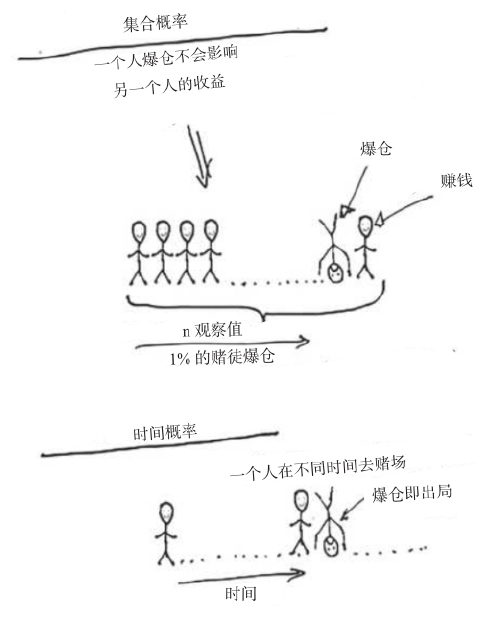 集合概率
一个人爆仓不会影响
另一个人的收益
爆仓
赚钱
n 观察值
1% 的赌徒爆仓
时间概率
一个人在不同时间去赌场
爆仓即出局
时间